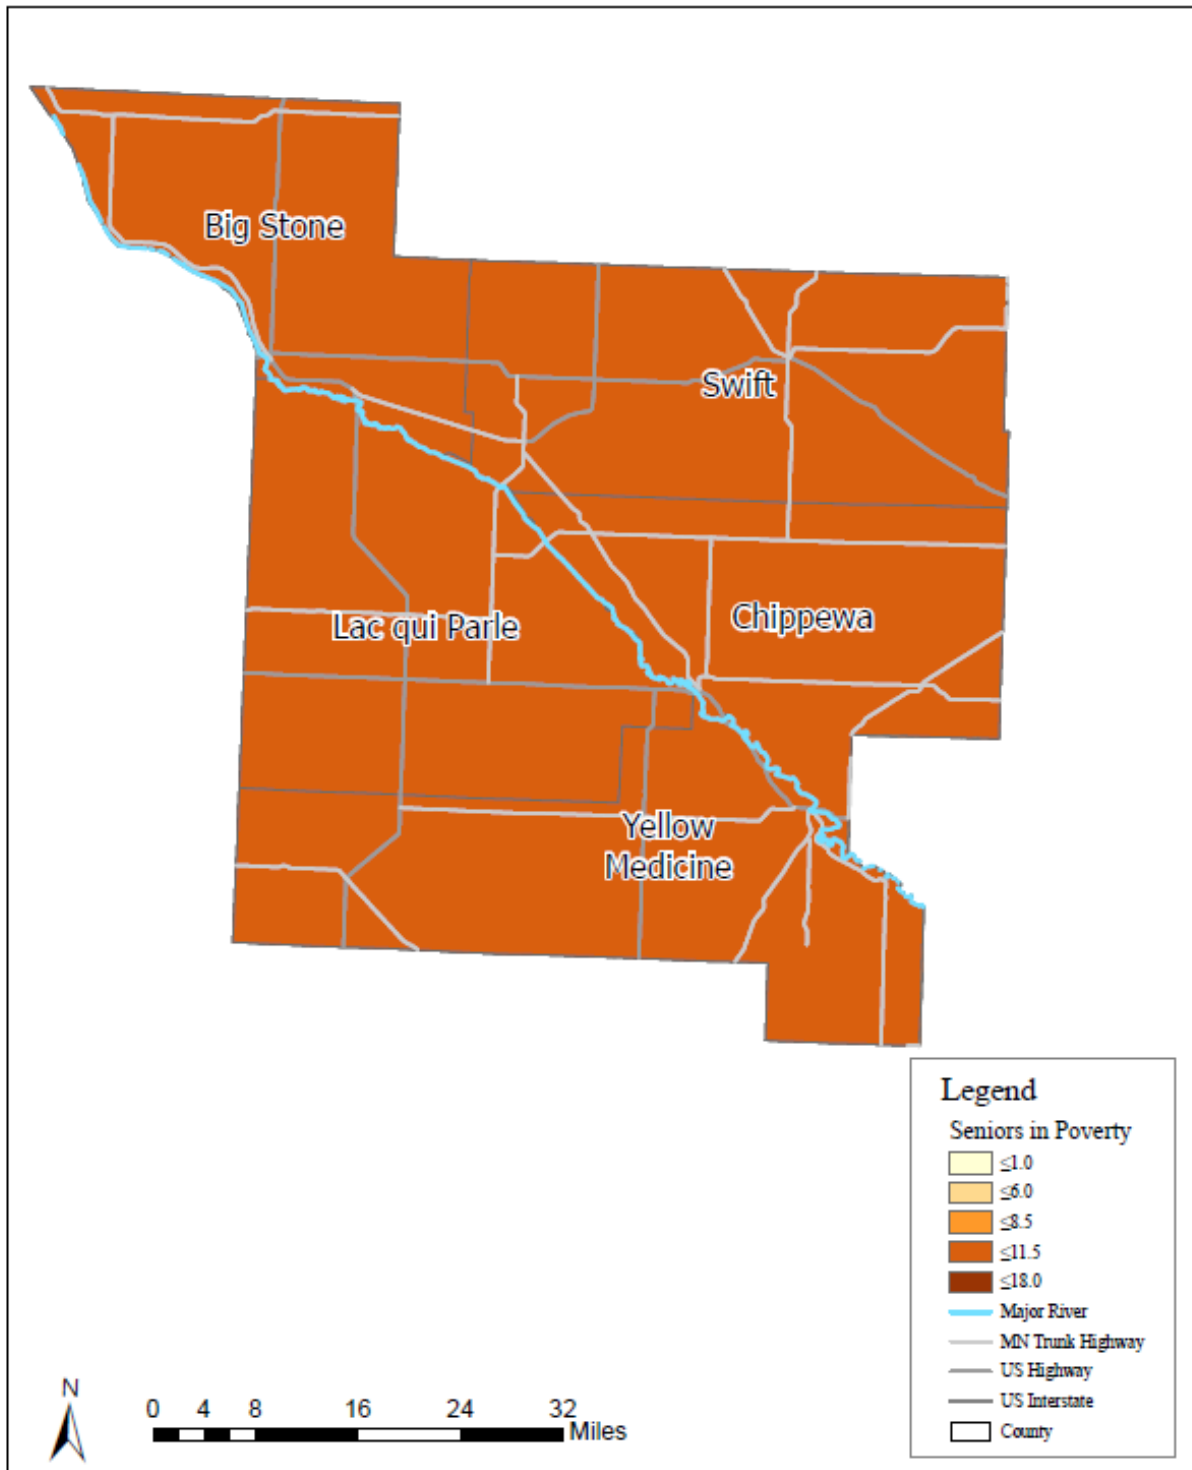 Big Stone
Swift
Lac qui Parle
Chippewa
Yellow
Medicine
Legend
Seniors in Poverty
≤1.0
≤6.0
≤8.5
≤11.5
≤18.0
Major River
MN Trunk Highway
US Highway
US Interstate
County
N
0 4 8 16 24 32
Miles